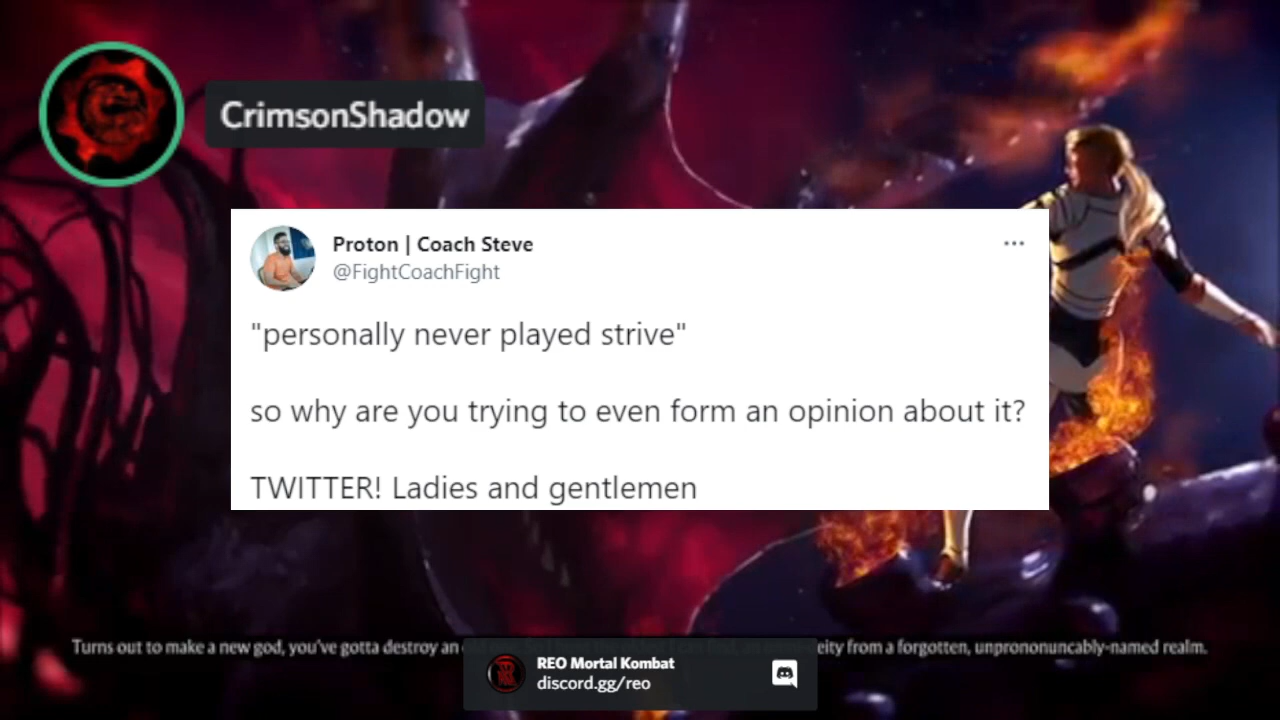 CrimsonShadow
Proton | Coach Steve
@FightCoachFight
"personally never played strive"
so why are you trying to even form an opinion about it?
TWITTER! Ladies and gentlemen
Turns out to make a new god, you've gotta destroy an eity from a forgotten, unprononuncably-named realm.
REO Mortal Kombat
discord.gg/reo